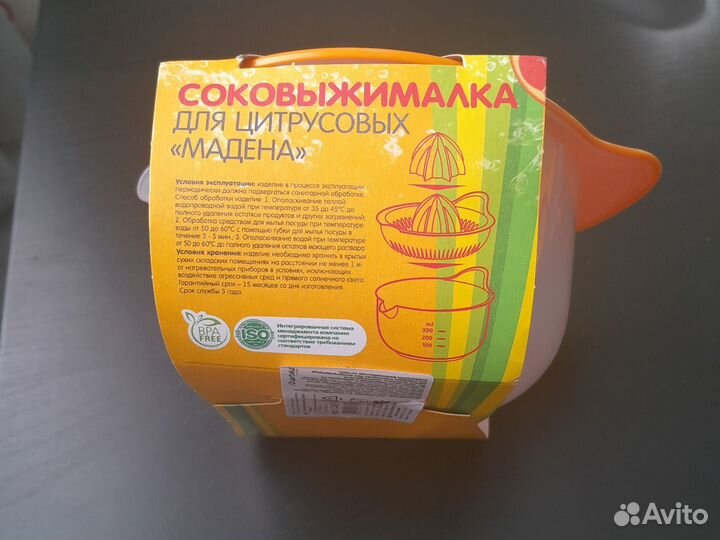 СОКОВЫЖИМАЛКА
ДЛЯ ЦИТРУСОВЫХ
«МАДЕНА»
Условия эксплуатации: изделие в процессе эксплуатации
периодически должно подвергаться санитарной обработке.
Способ обработки изделия: 1. Ополаскивание теплой
водопроводной водой при температуре от 35 до 45°С до
полного удаления остатков продуктов и других загрязнений;
2. Обработка средством для мытья посуды при температуре
воды от 50 до 60°С с помощью губки для мытья посуды в
течение 3 - 5 мин.; 3. Ополаскивание водой при температуре
от 50 до 60°С до полного удаления остатков моющего раствора
Условия хранения: изделие необходимо хранить в крытых
сухих складских помещениях на расстоянии не менее 1 м
от нагревательных приборов в условиях, исключающих
воздействие агрессивных сред и прямого солнечного света
Гарантийный срок – 15 месяцев со дня изготовления
Срок службы 3 года.
BPA
FREE
ISO
Интегрированная система
менеджмента компании
сертифицирована на
соответствие требованиям
стандартов
ml
300
200
100
Avito